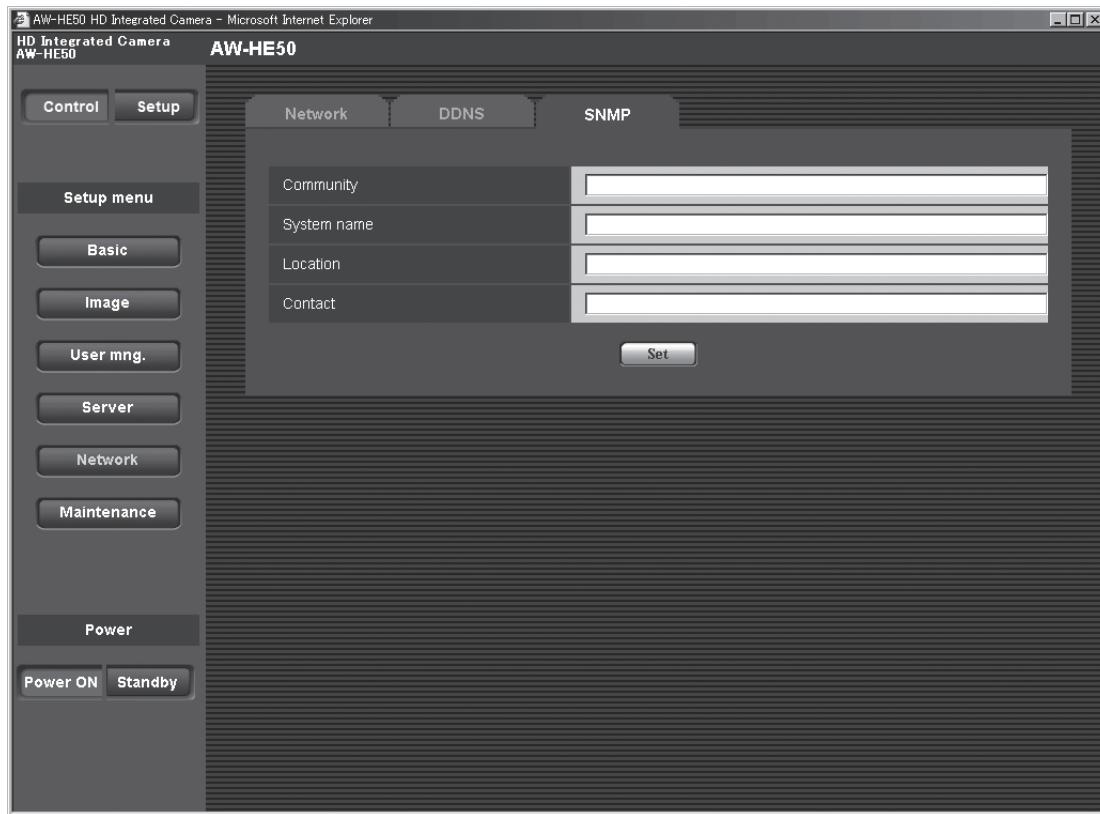 AW-HE50 HD Integrated Camera - Microsoft Internet Explorer
HD Integrated Camera
AW-HE50
AW-HE50
Control Setup
Network DDNS SNMP
Setup menu
Basic
Image
User mng.
Server
Network
Maintenance
Community
System name
Location
Contact
Set
Power
Power ON Standby